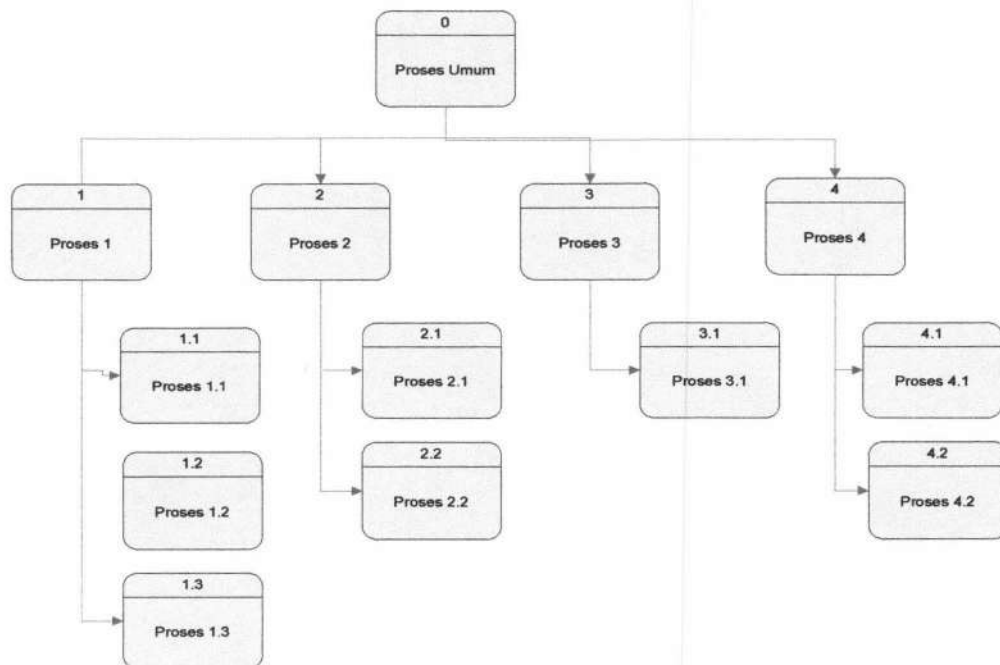 0
Proses Umum
1
Proses 1
2
Proses 2
3
Proses 3
4
Proses 4
1.1
Proses 1.1
2.1
Proses 2.1
3.1
Proses 3.1
4.1
Proses 4.1
1.2
Proses 1.2
2.2
Proses 2.2
4.2
Proses 4.2
1.3
Proses 1.3